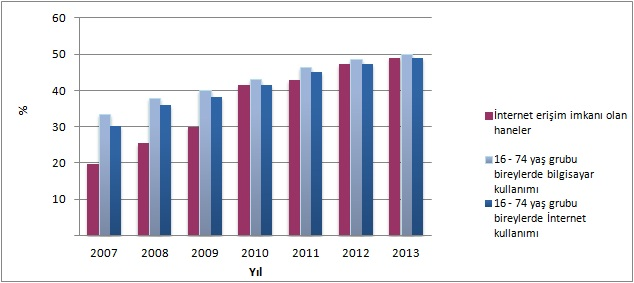 60
50
40
30
20
10
%
2007 2008 2009 2010 2011 2012 2013
Yıl
İnternet erişim imkanı olan
haneler
16 - 74 yaş grubu
bireylerde bilgisayar
kullanımı
16 - 74 yaş grubu
bireylerde İnternet
kullanımı